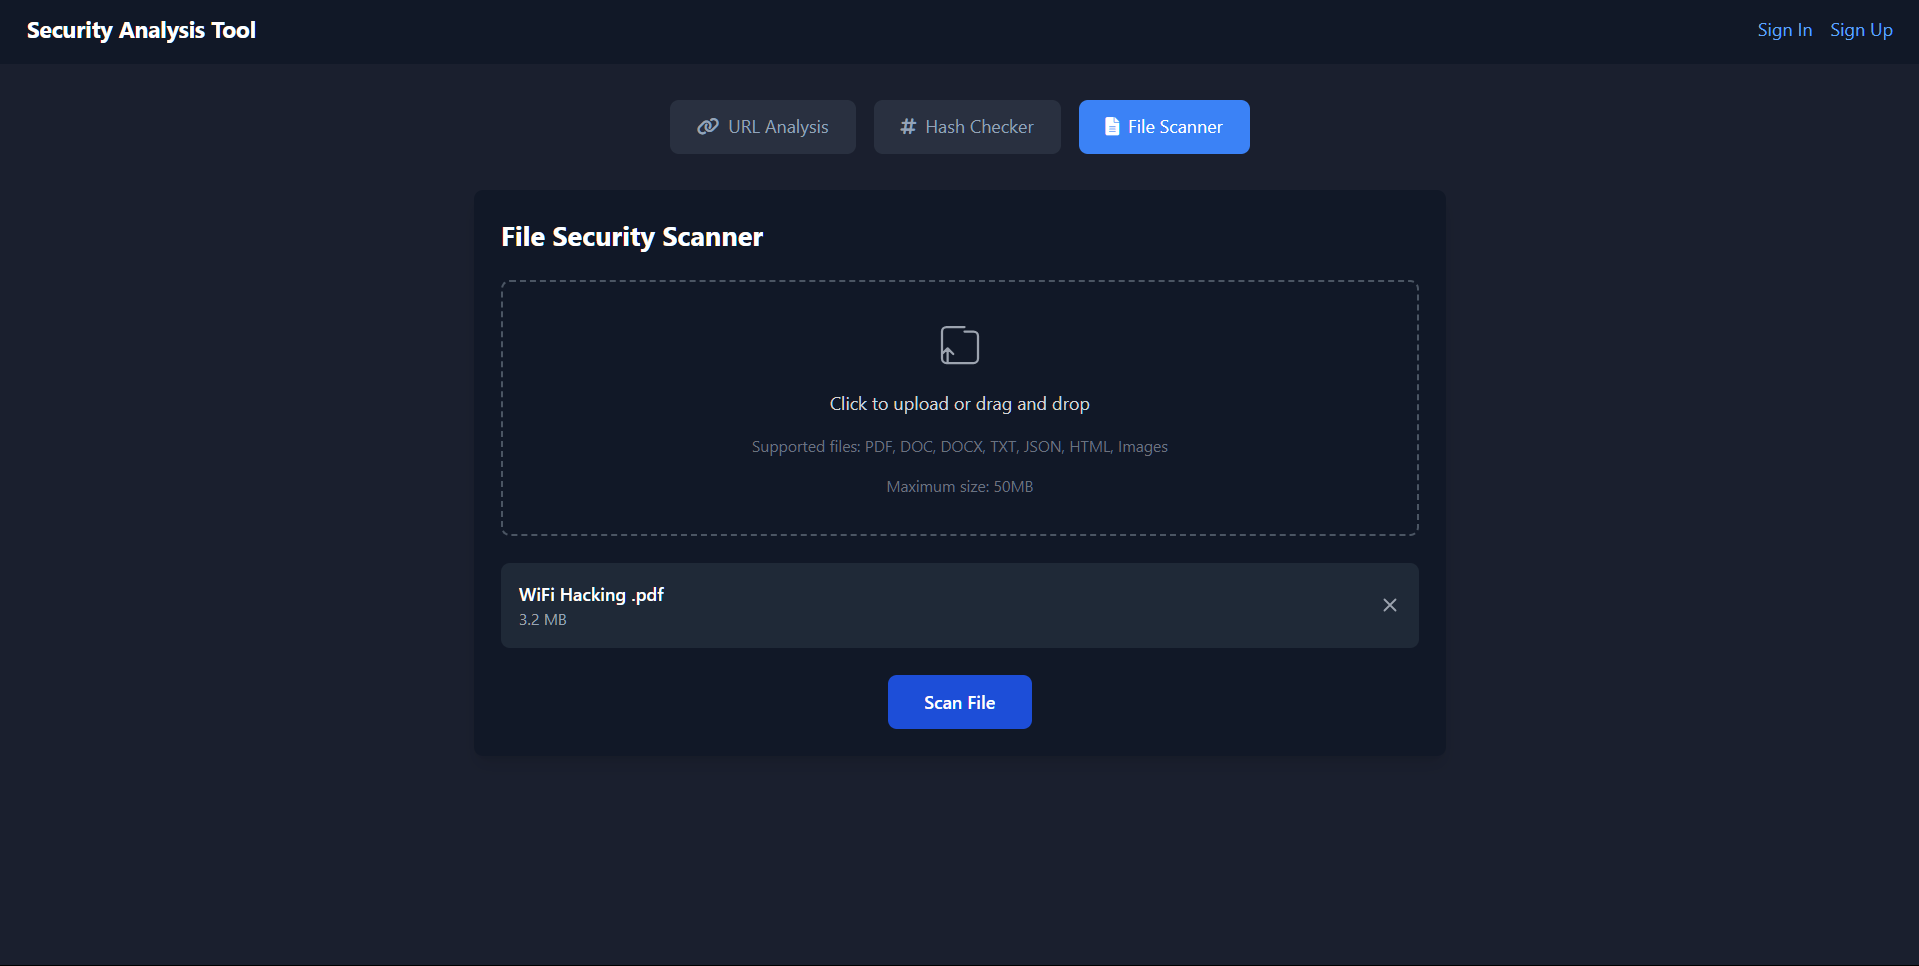 Security Analysis Tool
Sign In Sign Up
URL Analysis
Hash Checker
File Scanner
File Security Scanner
Click to upload or drag and drop
Supported files: PDF, DOC, DOCX, TXT, JSON, HTML, Images
Maximum size: 50MB
WiFi Hacking .pdf
3.2 MB
Scan File